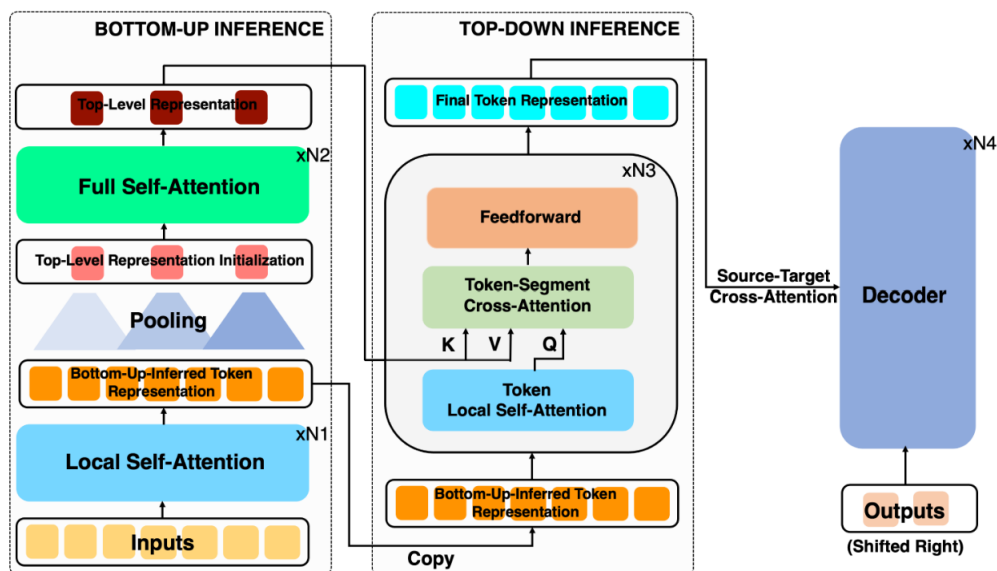 BOTTOM-UP INFERENCE
Top-Level Representation
xN2
Full Self-Attention
Top-Level Representation Initialization
Pooling
Bottom-Up-Inferred Token
Representation
xN1
Local Self-Attention
Inputs
Copy
TOP-DOWN INFERENCE
Final Token Representation
xN3
Feedforward
Token-Segment
Cross-Attention
K
V
Q
Token
Local Self-Attention
Bottom-Up-Inferred Token
Representation
Source-Target
Cross-Attention
xN4
Decoder
Outputs
(Shifted Right)